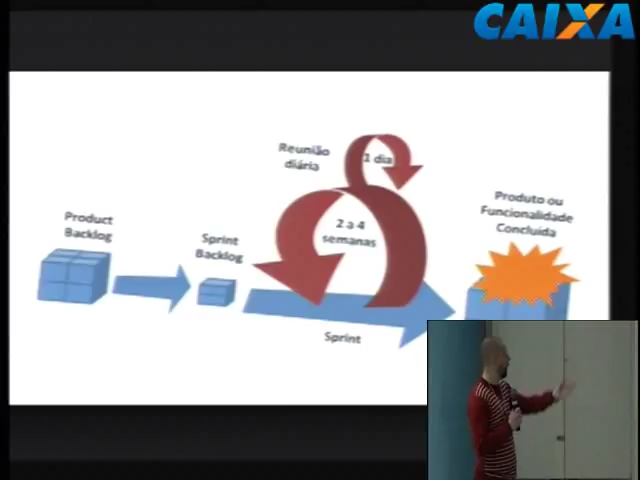 CAIXA
Reunião
diária
1 dia
Produto ou
Funcionalidade
Concluída
Product
Backlog
2 a 4
semanas
Sprint
Backlog
Sprint